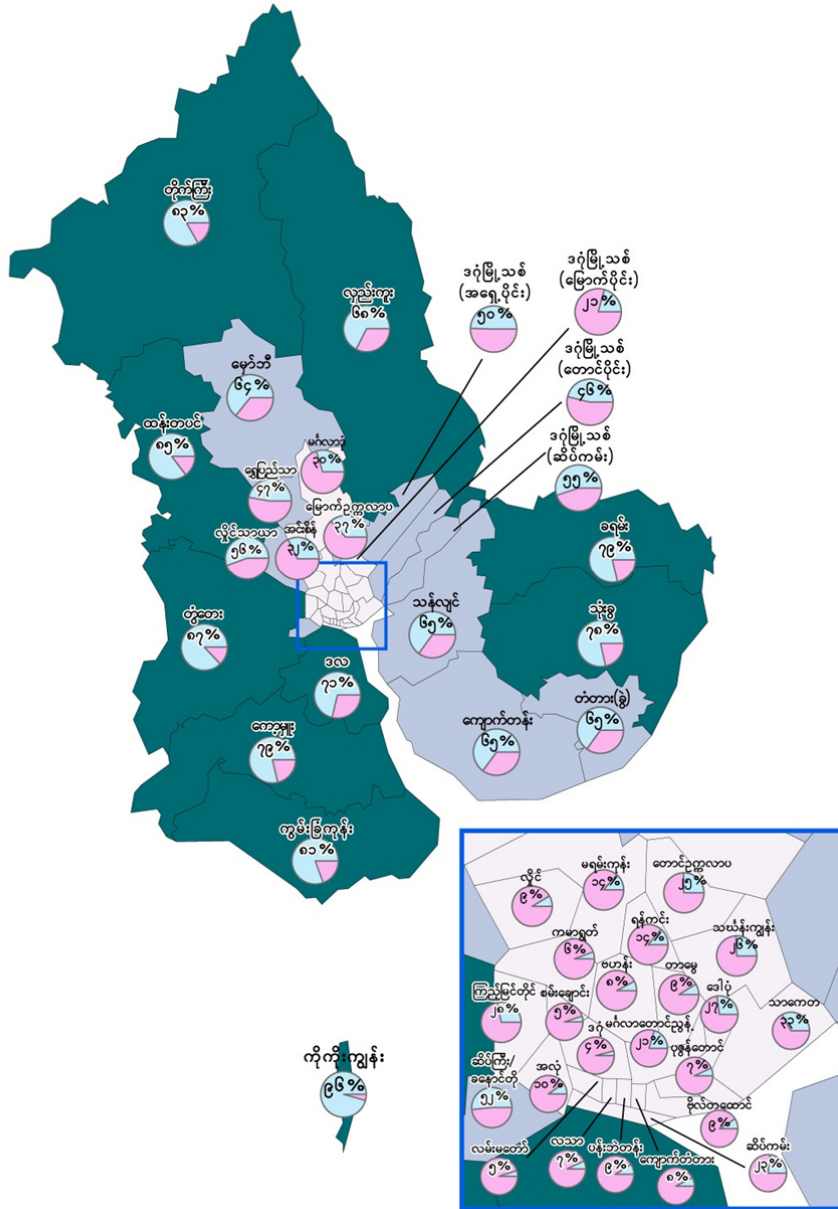 တိုက်ကြီး
၈၃%
လှည်းကူး
၆၈%
ဒဂုံမြို့သစ်
(အရှေ့ပိုင်း)
၅၀%
ဒဂုံမြို့သစ်
(မြောက်ပိုင်း)
၂၁%
မှော်ဘီ
၆၄%
ဒဂုံမြို့သစ်
(တောင်ပိုင်း)
၄၆%
ထန်းတပင်
၈၅%
မင်္ဂလာဒုံ
၃၀%
ဒဂုံမြို့သစ်
(ဆိပ်ကမ်း)
၅၅%
ရွှေပြည်သာ
၄၇%
မြောက်ဥက္ကလာပ
၃၇%
လှိုင်သာယာ
၅၆%
အင်းစိန်
၃၂%
ခရမ်း
၇၉%
သန်လျင်
၆၅%
တွံတေး
၈၇%
သုံးခွ
၇၈%
ဒလ
၇၁%
တံတား(ခွဲ)
၆၅%
ကျောက်တန်း
၆၅%
ကော့မှူး
၇၉%
ကွမ်းခြံကုန်း
၈၁%
ကိုကိုးကျွန်း
၉၆%
လှိုင်
၉%
မရမ်းကုန်း
၁၄%
တောင်ဥက္ကလာပ
၂၅%
ကမာရွတ်
၆%
ရန်ကင်း
၁၄%
သင်္ဃန်းကျွန်း
၂၆%
ဗဟန်း
၈%
တာမွေ
၉%
ဒေါပုံ
၂၇%
သာကေတ
၃၃%
ကြည့်မြင်တိုင်
၂၈%
စမ်းချောင်း
၅%
ဒဂုံ
၄%
မင်္ဂလာတောင်ညွန့်
၂၁%
ပုဇွန်တောင်
၇%
ဆိပ်ကြီး/
ခနောင်တို
၅၂%
အလုံ
၁၀%
ဗိုလ်တထောင်
၉%
လမ်းမတော်
၅%
လသာ
၇%
ပန်းဘဲတန်း
၉%
ကျောက်တံတား
၈%
ဆိပ်ကမ်း
၂၃%